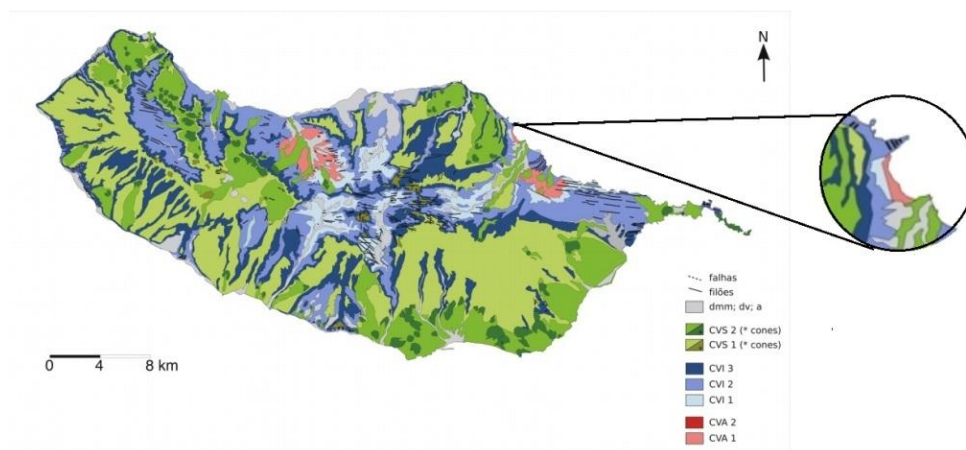 N
falhas
filões
dmm; dv; a
CVS 2 (* cones)
CVS 1 (* cones)
0 4 8 km
CVI 3
CVI 2
CVI 1
CVA 2
CVA 1